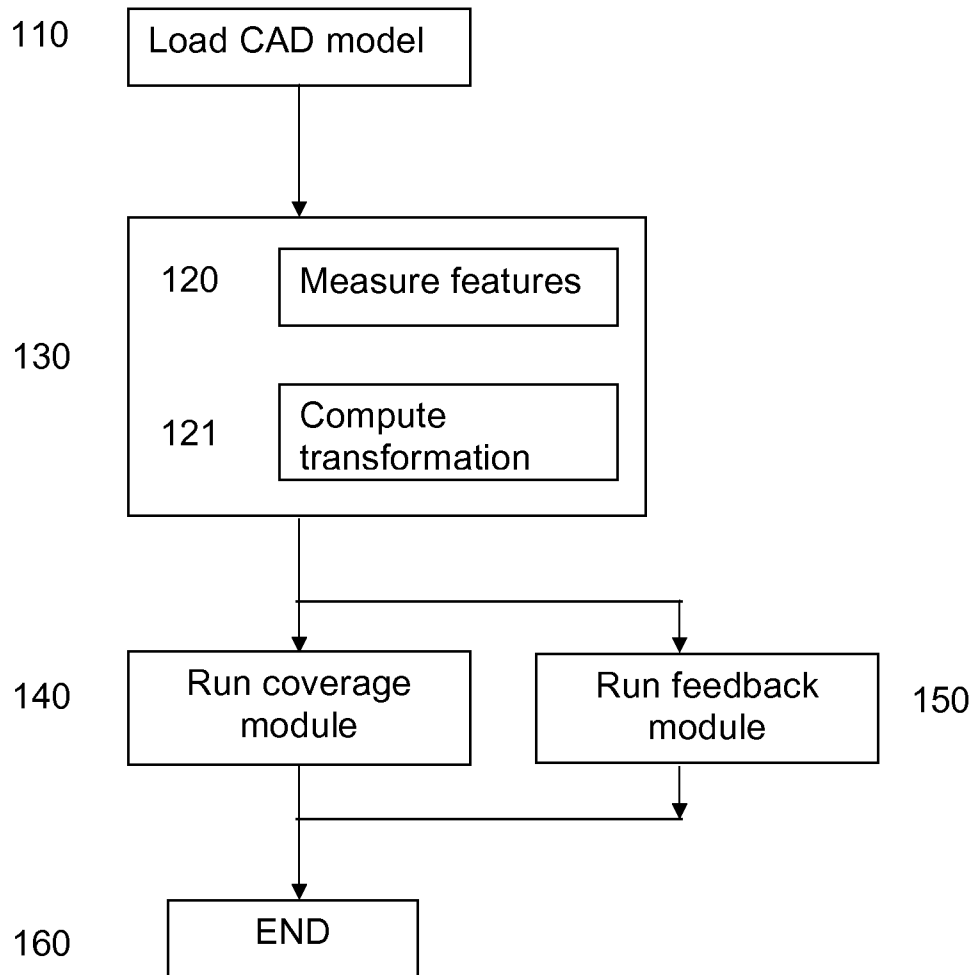 110
Load CAD model
120
Measure features
130
121
Compute
transformation
140
Run coverage
module
Run feedback
module
150
160
END